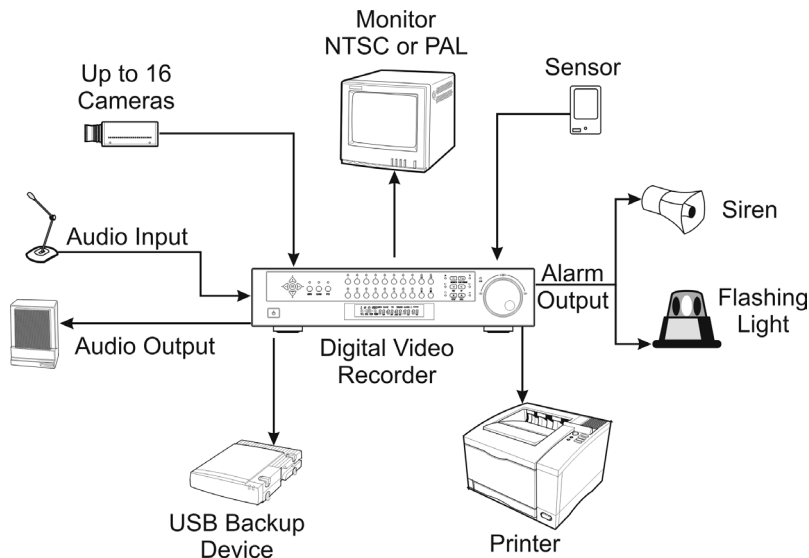 Monitor
NTSC or PAL
Up to 16
Cameras
Sensor
Audio Input
Siren
Alarm
Output
Flashing
Light
Audio Output
Digital Video
Recorder
USB Backup
Device
Printer